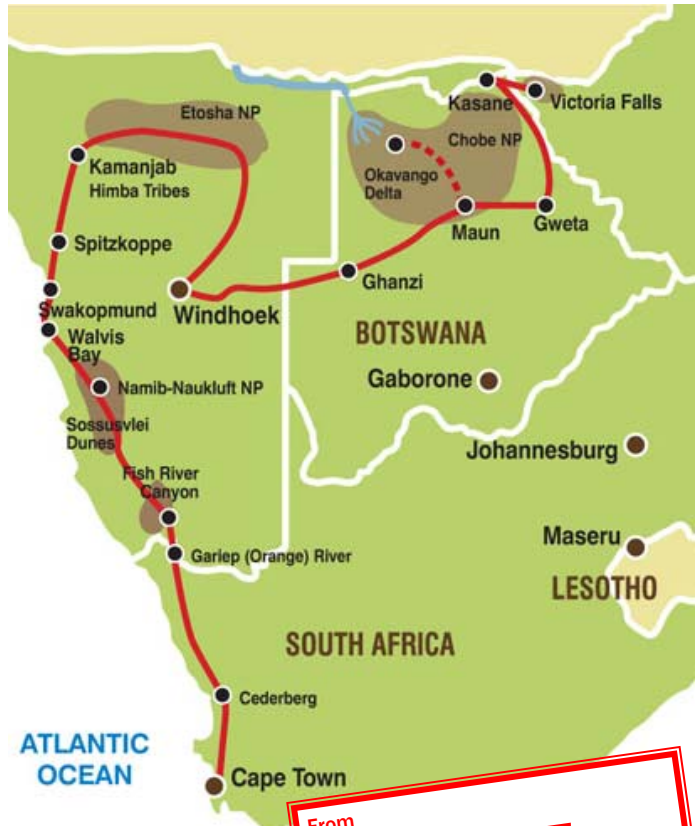 Etosha NP
Kasane
Victoria Falls
Chobe NP
Kamanjab
Himba Tribes
Okavango
Delta
Maun
Gweta
Spitzkoppe
Ghanzi
Swakopmund
Windhoek
Walvis
Bay
BOTSWANA
Namib-Naukluft NP
Gaborone
Sossusvlei
Dunes
Johannesburg
Fish River
Canyon
Maseru
Gariep (Orange) River
LESOTHO
SOUTH AFRICA
Cederberg
ATLANTIC
OCEAN
Cape Town
From